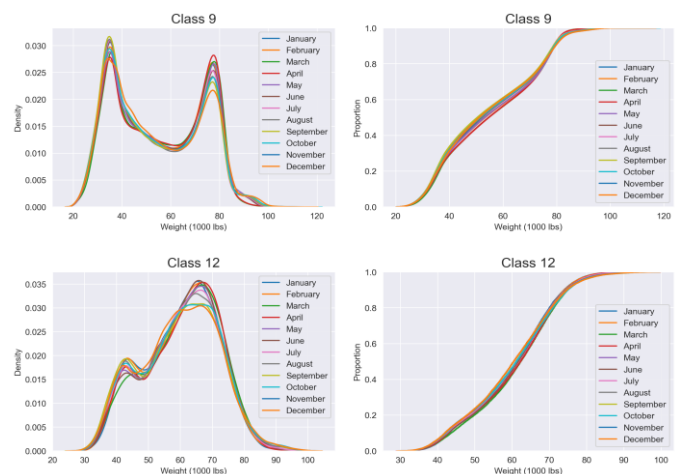 Class 9
0.030
0.025
0.020
0.015
0.010
0.005
0.000
Density
20 40 60 80 100 120
Weight (1000 lbs)
January
February
March
April
May
June
July
August
September
October
November
December
Class 9
1.0
0.8
0.6
0.4
0.2
0.0
Proportion
20 40 60 80 100 120
Weight (1000 lbs)
January
February
March
April
May
June
July
August
September
October
November
December
Class 12
0.035
0.030
0.025
0.020
0.015
0.010
0.005
0.000
Density
20 30 40 50 60 70 80 90 100
Weight (1000 lbs)
January
February
March
April
May
June
July
August
September
October
November
December
Class 12
1.0
0.8
0.6
0.4
0.2
0.0
Proportion
30 40 50 60 70 80 90 100
Weight (1000 lbs)
January
February
March
April
May
June
July
August
September
October
November
December